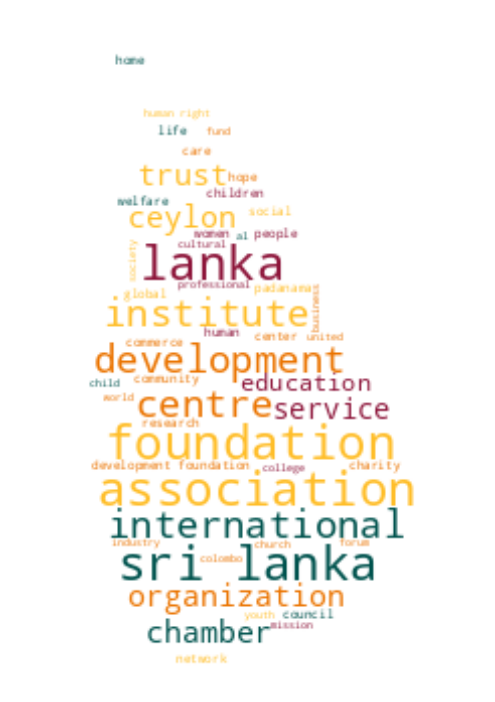 home
human right
life fund
care
trust hope
children
welfare
ceylon social
women al people
society cultural
lanka
professional padanama
global business
institute
human center united
commerce
development
child community education
world centre service
research
foundation
development foundation college charity
association
international
industry church forum
sri lanka
colombo
organization
youth council
chamber mission
network